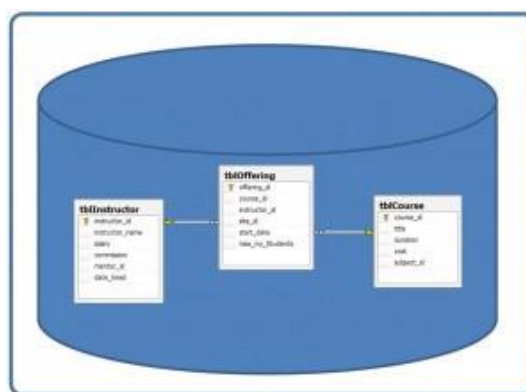 tblInstructor
instructor_id
instructor_name
salary
commission
mentor_id
date_hired
tblOffering
offering_id
course_id
instructor_id
start_date
max_no_Students
tblCourse
course_id
title
duration
cost
subject_id